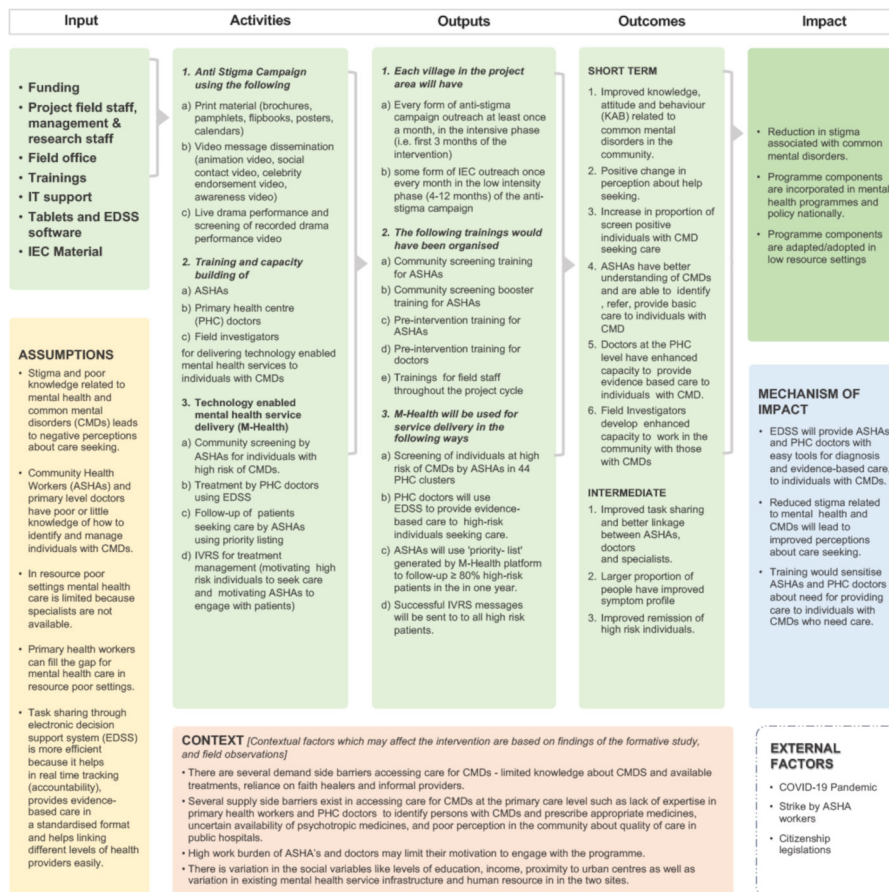 Input
Activities
Outputs
Outcomes
Impact
• Funding
• Project field staff,
management &
research staff
• Field office
• Trainings
• IT support
• Tablets and EDSS
software
• IEC Material
ASSUMPTIONS
• Stigma and poor
knowledge related to
mental health and
common mental
disorders (CMDs) leads
to negative perceptions
about care seeking.
• Community Health
Workers (ASHAs) and
primary level doctors
have poor or little
knowledge of how to
identify and manage
individuals with CMDs.
• In resource poor
settings mental health
care is limited because
specialists are not
available.
• Primary health workers
can fill the gap for
mental health care in
resource poor settings.
• Task sharing through
electronic decision
support system (EDSS)
is more efficient
because it helps
in real time tracking
(accountability),
provides evidence-
based care in
a standardised format
and helps linking
different levels of health
providers easily.
1. Anti Stigma Campaign
using the following
a) Print material (brochures,
pamphlets, flipbooks, posters,
calendars)
b) Video message dissemination
(animation video, social
contact video, celebrity
endorsement video,
awareness video)
c) Live drama performance and
screening of recorded drama
performance video
2. Training and capacity
building of
a) ASHAs
b) Primary health centre
(PHC) doctors
c) Field investigators
for delivering technology enabled
mental health services to
individuals with CMDs
3. Technology enabled
mental health service
delivery (M-Health)
a) Community screening by
ASHAs for individuals with
high risk of CMDs.
b) Treatment by PHC doctors
using EDSS
c) Follow-up of patients
seeking care by ASHAs
using priority listing
d) IVRS for treatment
management (motivating high
risk individuals to seek care
and motivating ASHAs to
engage with patients)
1. Each village in the project
area will have
a) Every form of anti-stigma
campaign outreach at least once
a month, in the intensive phase
(i.e. first 3 months of the
intervention)
b) some form of IEC outreach once
every month in the low intensity
phase (4-12 months) of the anti-
stigma campaign
2. The following trainings would
have been organised
a) Community screening training
for ASHAs
b) Community screening booster
training for ASHAs
c) Pre-intervention training for
ASHAs
d) Pre-intervention training for
doctors
e) Trainings for field staff
throughout the project cycle
3. M-Health will be used for
service delivery in the
following ways
a) Screening of individuals at high
risk of CMDs by ASHAs in 44
PHC clusters
b) PHC doctors will use
EDSS to provide evidence-
based care to high-risk
individuals seeking care.
c) ASHAs will use 'priority- list'
generated by M-Health platform
to follow-up ≥ 80% high-risk
patients in the in one year.
d) Successful IVRS messages
will be sent to to all high risk
patients.
SHORT TERM
1. Improved knowledge,
attitude and behaviour
(KAB) related to
common mental
disorders in the
community.
2. Positive change in
perception about help
seeking.
3. Increase in proportion of
screen positive
individuals with CMD
seeking care
4. ASHAs have better
understanding of CMDs
and are able to identify
, refer, provide basic
care to individuals with
CMD
5. Doctors at the PHC
level have enhanced
capacity to provide
evidence based care to
individuals with CMD.
6. Field Investigators
develop enhanced
capacity to work in the
community with those
with CMDs
INTERMEDIATE
1. Improved task sharing
and better linkage
between ASHAs,
doctors
and specialists.
2. Larger proportion of
people have improved
symptom profile
3. Improved remission of
high risk individuals.
• Reduction in stigma
associated with common
mental disorders.
• Programme components
are incorporated in mental
health programmes and
policy nationally.
• Programme components
are adapted/adopted in
low resource settings
MECHANISM OF
IMPACT
• EDSS will provide ASHAs
and PHC doctors with
easy tools for diagnosis
and evidence-based care,
to individuals with CMDs.
• Reduced stigma related
to mental health and
CMDs will lead to
improved perceptions
about care seeking.
• Training would sensitise
ASHAs and PHC doctors
about need for providing
care to individuals with
CMDs who need care.
CONTEXT [Contextual factors which may affect the intervention are based on findings of the formative study,
and field observations]
• There are several demand side barriers accessing care for CMDs - limited knowledge about CMDS and available
treatments, reliance on faith healers and informal providers.
• Several supply side barriers exist in accessing care for CMDs at the primary care level such as lack of expertise in
primary health workers and PHC doctors to identify persons with CMDs and prescribe appropriate medicines,
uncertain availability of psychotropic medicines, and poor perception in the community about quality of care in
public hospitals.
• High work burden of ASHA's and doctors may limit their motivation to engage with the programme.
• There is variation in the social variables like levels of education, income, proximity to urban centres as well as
variation in existing mental health service infrastructure and human resource in in the two sites.
EXTERNAL
FACTORS
• COVID-19 Pandemic
• Strike by ASHA
workers
• Citizenship
legislations